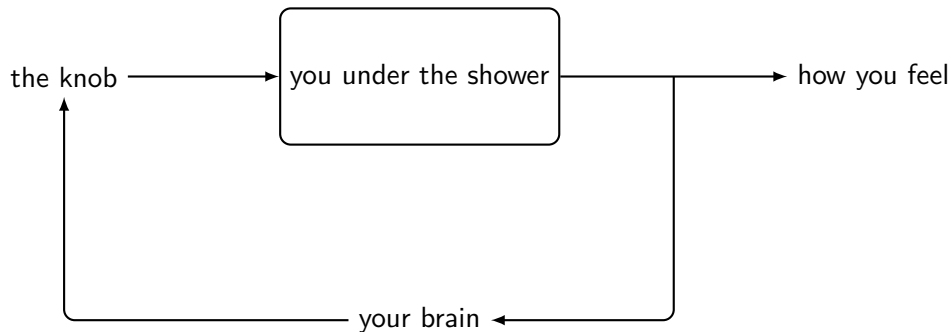 the knob
you under the shower
how you feel
your brain